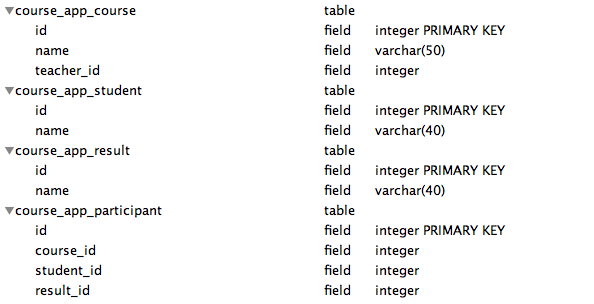 course_app_course table
id field integer PRIMARY KEY
name field varchar(50)
teacher_id field integer
course_app_student table
id field integer PRIMARY KEY
name field varchar(40)
course_app_result table
id field integer PRIMARY KEY
name field varchar(40)
course_app_participant table
id field integer PRIMARY KEY
course_id field integer
student_id field integer
result_id field integer